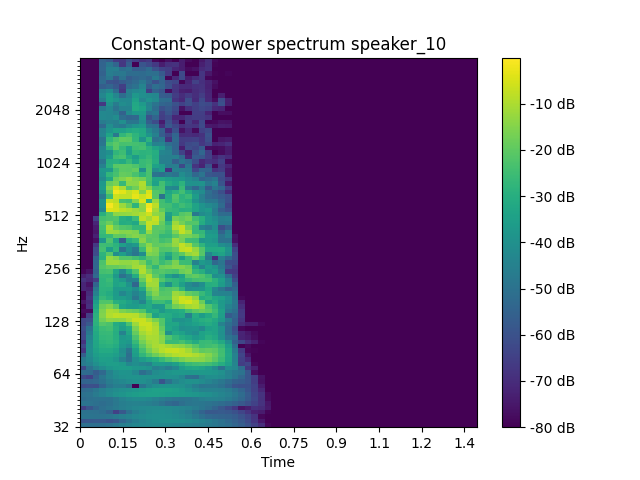 Constant-Q power spectrum speaker_10
Hz
2048
1024
512
256
128
64
32
0 0.15 0.3 0.45 0.6 0.75 0.9 1.1 1.2 1.4
Time
-10 dB
-20 dB
-30 dB
-40 dB
-50 dB
-60 dB
-70 dB
-80 dB